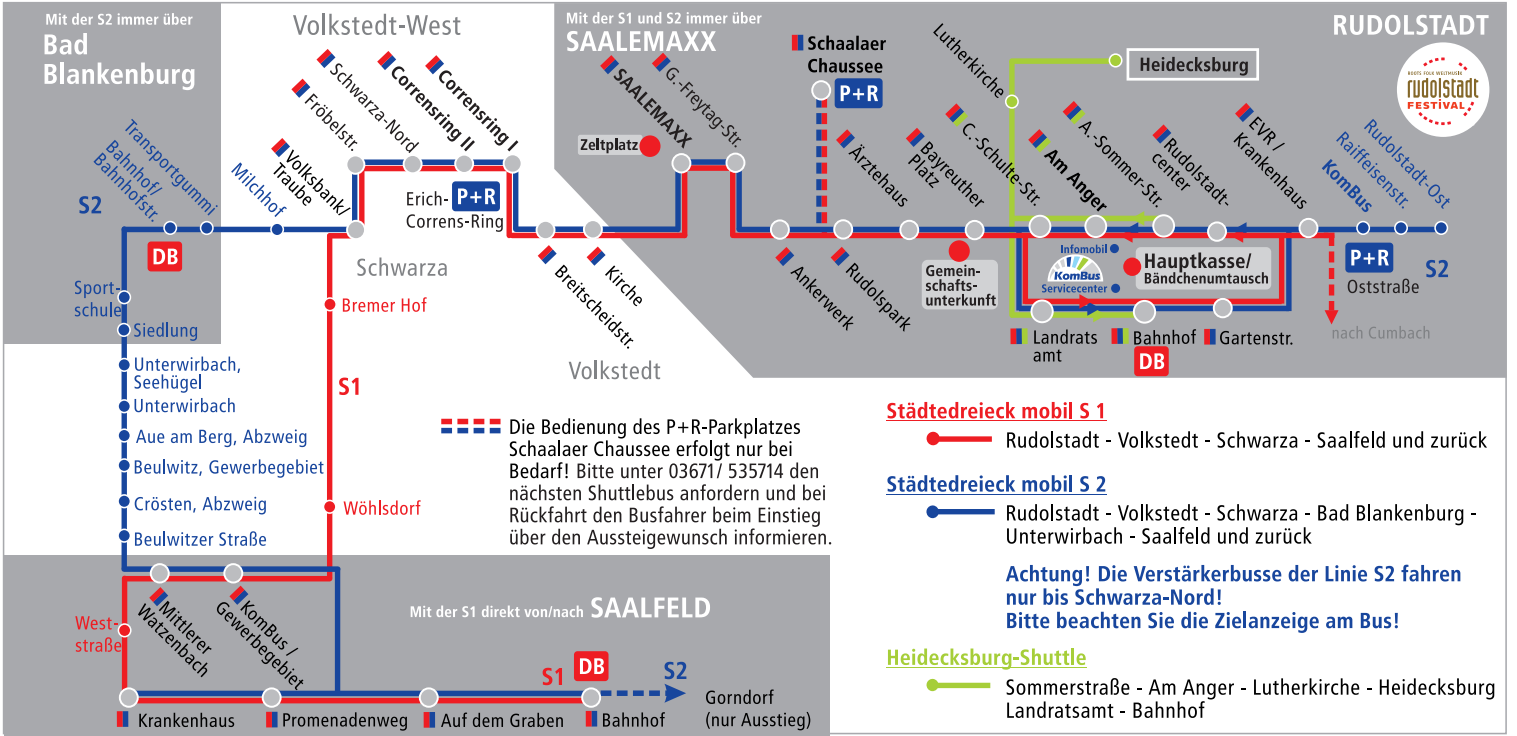 Mit der S2 immer über
Bad
Blankenburg
Volkstedt-West
Mit der S1 und S2 immer über
SAALEMAXX
RUDOLSTADT
ROOTS FOLK WELTMUSIK
rudolstadt
FESTIVAL
S2
Transportgummi
Bahnhof/
Bahnhofstr.
DB
Milchhof
Volksbank/
Traube
Fröbelstr.
Schwarza-Nord
Corrensring II
Corrensring I
Erich-
Correns-Ring
P+R
Schwarza
Breitscheidstr.
Kirche
Volkstedt
Zeltplatz
SAALEMAXX
G.-Freytag-Str.
Schaalaer
Chaussee
P+R
Ankerwerk
Rudolspark
Ärztehaus
Bayreuther
Platz
Gemein-
schafts-
unterkunft
Lutherkirche
Heidecksburg
C.-Schulte-Str.
Am Anger
A.-Sommer-Str.
Rudolstadt-
center
EVR /
Krankenhaus
KomBus
Raiffeisenstr.
Rudolstadt-Ost
P+R
Oststraße
S2
Infomobil
KomBus
Servicecenter
Hauptkasse/
Bändchenumtausch
Landrats
amt
Bahnhof
DB
Gartenstr.
nach Cumbach
Sport-
schule
Siedlung
Unterwirbach,
Seehügel
Unterwirbach
Aue am Berg, Abzweig
Beulwitz, Gewerbegebiet
Crösten, Abzweig
Beulwitzer Straße
Bremer Hof
S1
Wöhlsdorf
Die Bedienung des P+R-Parkplatzes
Schaalaer Chaussee erfolgt nur bei
Bedarf! Bitte unter 03671/ 535714 den
nächsten Shuttlebus anfordern und bei
Rückfahrt den Busfahrer beim Einstieg
über den Aussteigewunsch informieren.
Städtedreieck mobil S 1
Rudolstadt - Volkstedt - Schwarza - Saalfeld und zurück
Städtedreieck mobil S 2
Rudolstadt - Volkstedt - Schwarza - Bad Blankenburg -
Unterwirbach - Saalfeld und zurück
Achtung! Die Verstärkerbusse der Linie S2 fahren
nur bis Schwarza-Nord!
Bitte beachten Sie die Zielanzeige am Bus!
Heidecksburg-Shuttle
Sommerstraße - Am Anger - Lutherkirche - Heidecksburg
Landratsamt - Bahnhof
Mit der S1 direkt von/nach SAALFELD
West-
straße
Mittlerer
Watzenbach
KomBus /
Gewerbegebiet
S1
DB
S2
Gorndorf
(nur Ausstieg)
Krankenhaus
Promenadenweg
Auf dem Graben
Bahnhof